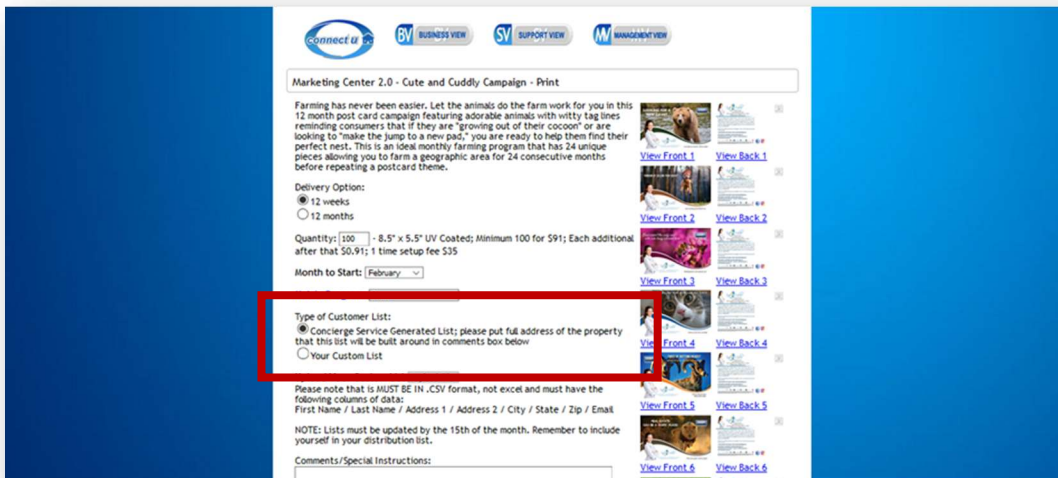 connect u
BV BUSINESS VIEW
SV SUPPORT VIEW
MV MANAGEMENT VIEW
Marketing Center 2.0 - Cute and Cuddly Campaign - Print
Farming has never been easier. Let the animals do the farm work for you in this
12 month post card campaign featuring adorable animals with witty tag lines
reminding consumers that if they are "growing out of their cocoon" or are
looking to "make the jump to a new pad," you are ready to help them find their
perfect nest. This is an ideal monthly farming program that has 24 unique
pieces allowing you to farm a geographic area for 24 consecutive months
before repeating a postcard theme.
Delivery Option:
12 weeks
12 months
Quantity: 100 - 8.5" x 5.5" UV Coated; Minimum 100 for $91; Each additional
after that $0.91; 1 time setup fee $35
Month to Start: February
Type of Customer List:
Concierge Service Generated List; please put full address of the property
that this list will be built around in comments box below
Your Custom List
Please note that is MUST BE IN .CSV format, not excel and must have the
following columns of data:
First Name / Last Name / Address 1 / Address 2 / City / State / Zip / Email
NOTE: Lists must be updated by the 15th of the month. Remember to include
yourself in your distribution list.
Comments/Special Instructions:
View Front 1 View Back 1
View Front 2 View Back 2
View Front 3 View Back 3
View Front 4 View Back 4
View Front 5 View Back 5
View Front 6 View Back 6